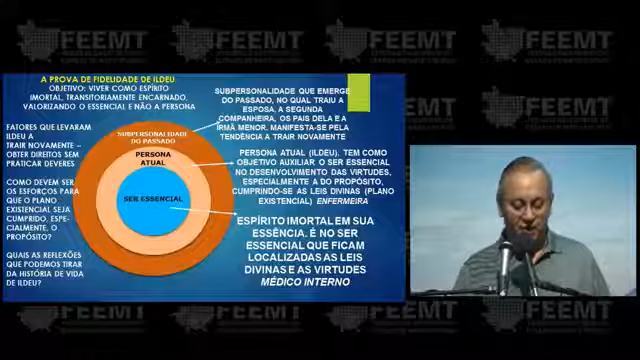 FEEMT
FEEMT
FEEMT
A PROVA DE FIDELIDADE DE ILDEU
OBJETIVO: VIVER COMO ESPÍRITO
IMORTAL, TRANSITORIAMENTE ENCARNADO,
VALORIZANDO O ESSENCIAL E NÃO A PERSONA
FATORES QUE LEVARAM
ILDEU A
TRAIR NOVAMENTE –
OBTER DIREITOS SEM
PRATICAR DEVERES
COMO DEVEM SER
OS ESFORÇOS PARA
QUE O PLANO
EXISTENCIAL SEJA
CUMPRIDO, ESPE-
CIALMENTE, O
PROPÓSITO?
QUAIS AS REFLEXÕES
QUE PODEMOS TIRAR
DA HISTÓRIA DE VIDA
DE ILDEU?
SUBPERSONALIDADE
DO PASSADO
PERSONA
ATUAL
SER ESSENCIAL
SUBPERSONALIDADE QUE EMERGE
DO PASSADO, NO QUAL TRAIU A
ESPOSA, A SEGUNDA
COMPANHEIRA, OS PAIS DELA E A
IRMÃ MENOR. MANIFESTA-SE PELA
TENDÊNCIA A TRAIR NOVAMENTE
PERSONA ATUAL (ILDEU). TEM COMO
OBJETIVO AUXILIAR O SER ESSENCIAL
NO DESENVOLVIMENTO DAS VIRTUDES,
ESPECIALMENTE A DO PROPÓSITO,
CUMPRINDO-SE AS LEIS DIVINAS (PLANO
EXISTENCIAL) ENFERMEIRA
ESPÍRITO IMORTAL EM SUA
ESSÊNCIA. É NO SER
ESSENCIAL QUE FICAM
LOCALIZADAS AS LEIS
DIVINAS E AS VIRTUDES
MÉDICO INTERNO
FEEMT
FEEMT
FEEMT